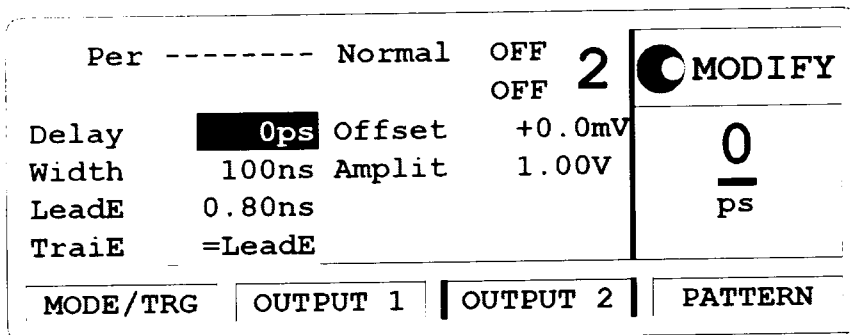 Per -------- Normal OFF 2 MODIFY
OFF
Delay 0ps Offset +0.0mV 0
Width 100ns Amplit 1.00V ps
LeadE 0.80ns
TraiE =LeadE
MODE/TRG OUTPUT 1 OUTPUT 2 PATTERN